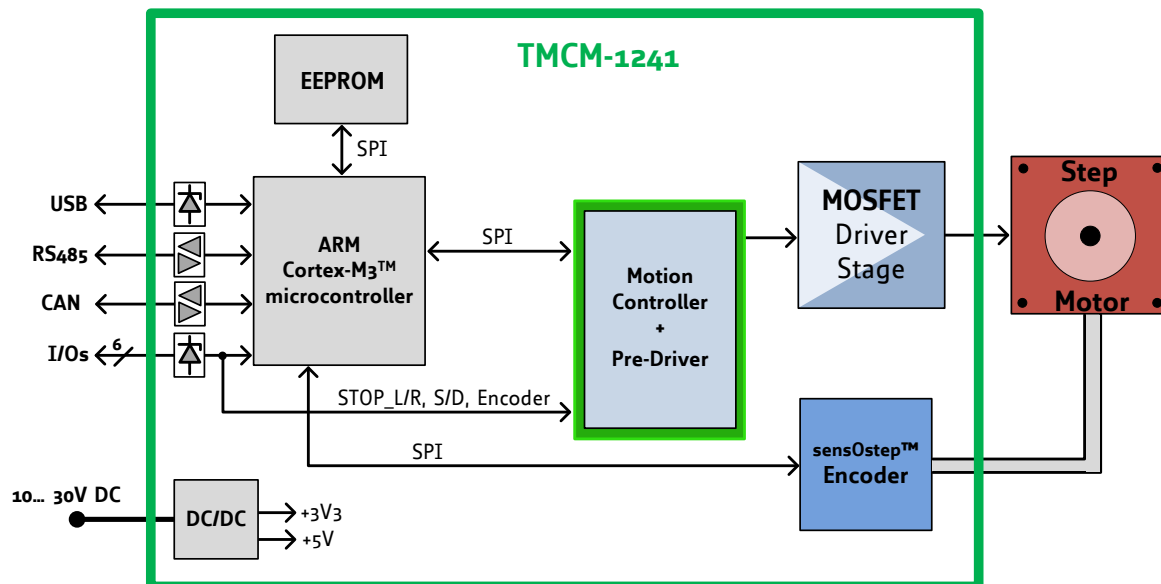 TMCM-1241
EEPROM
SPI
USB
RS485
CAN
I/Os
6
ARM
Cortex-M3™
microcontroller
SPI
Motion
Controller
+
Pre-Driver
MOSFET
Driver
Stage
Step
Motor
STOP_L/R, S/D, Encoder
SPI
sensOstep™
Encoder
10... 30V DC
DC/DC
+3V3
+5V